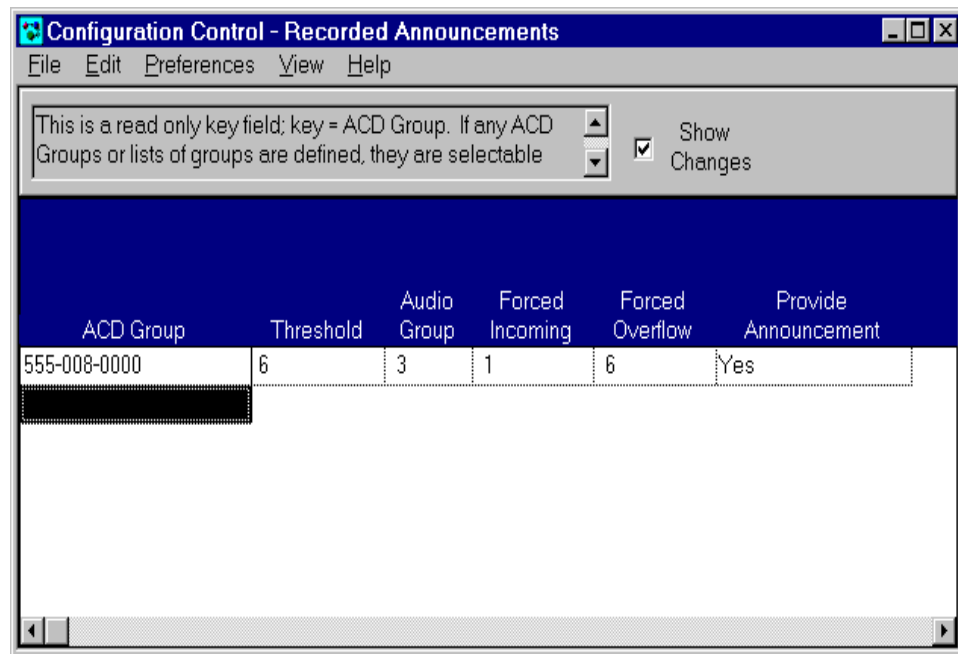 Configuration Control - Recorded Announcements
File Edit Preferences View Help
This is a read only key field; key = ACD Group. If any ACD
Groups or lists of groups are defined, they are selectable
Show
Changes
ACD Group Threshold Audio Group Forced Incoming Forced Overflow Provide Announcement
555-008-0000 6 3 1 6 Yes